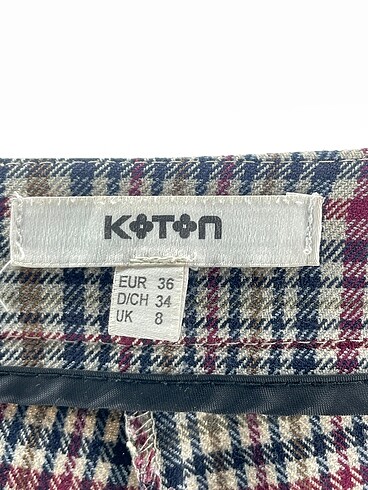 KOTON
EUR 36
D/CH 34
UK 8